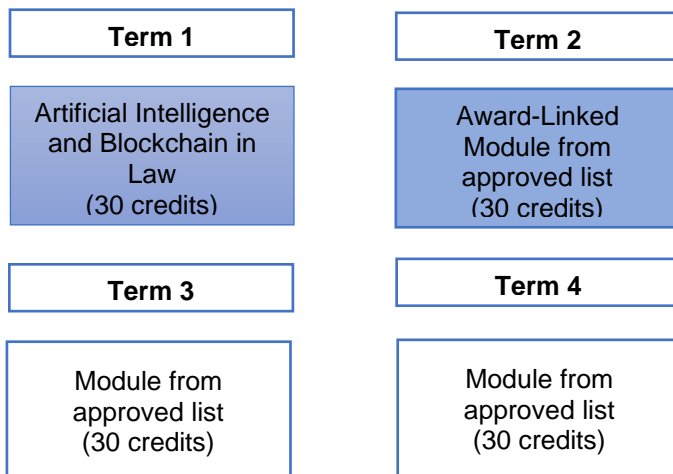 Term 1
Term 2
Artificial Intelligence
and Blockchain in
Law
(30 credits)
Award-Linked
Module from
approved list
(30 credits)
Term 3
Term 4
Module from
approved list
(30 credits)
Module from
approved list
(30 credits)